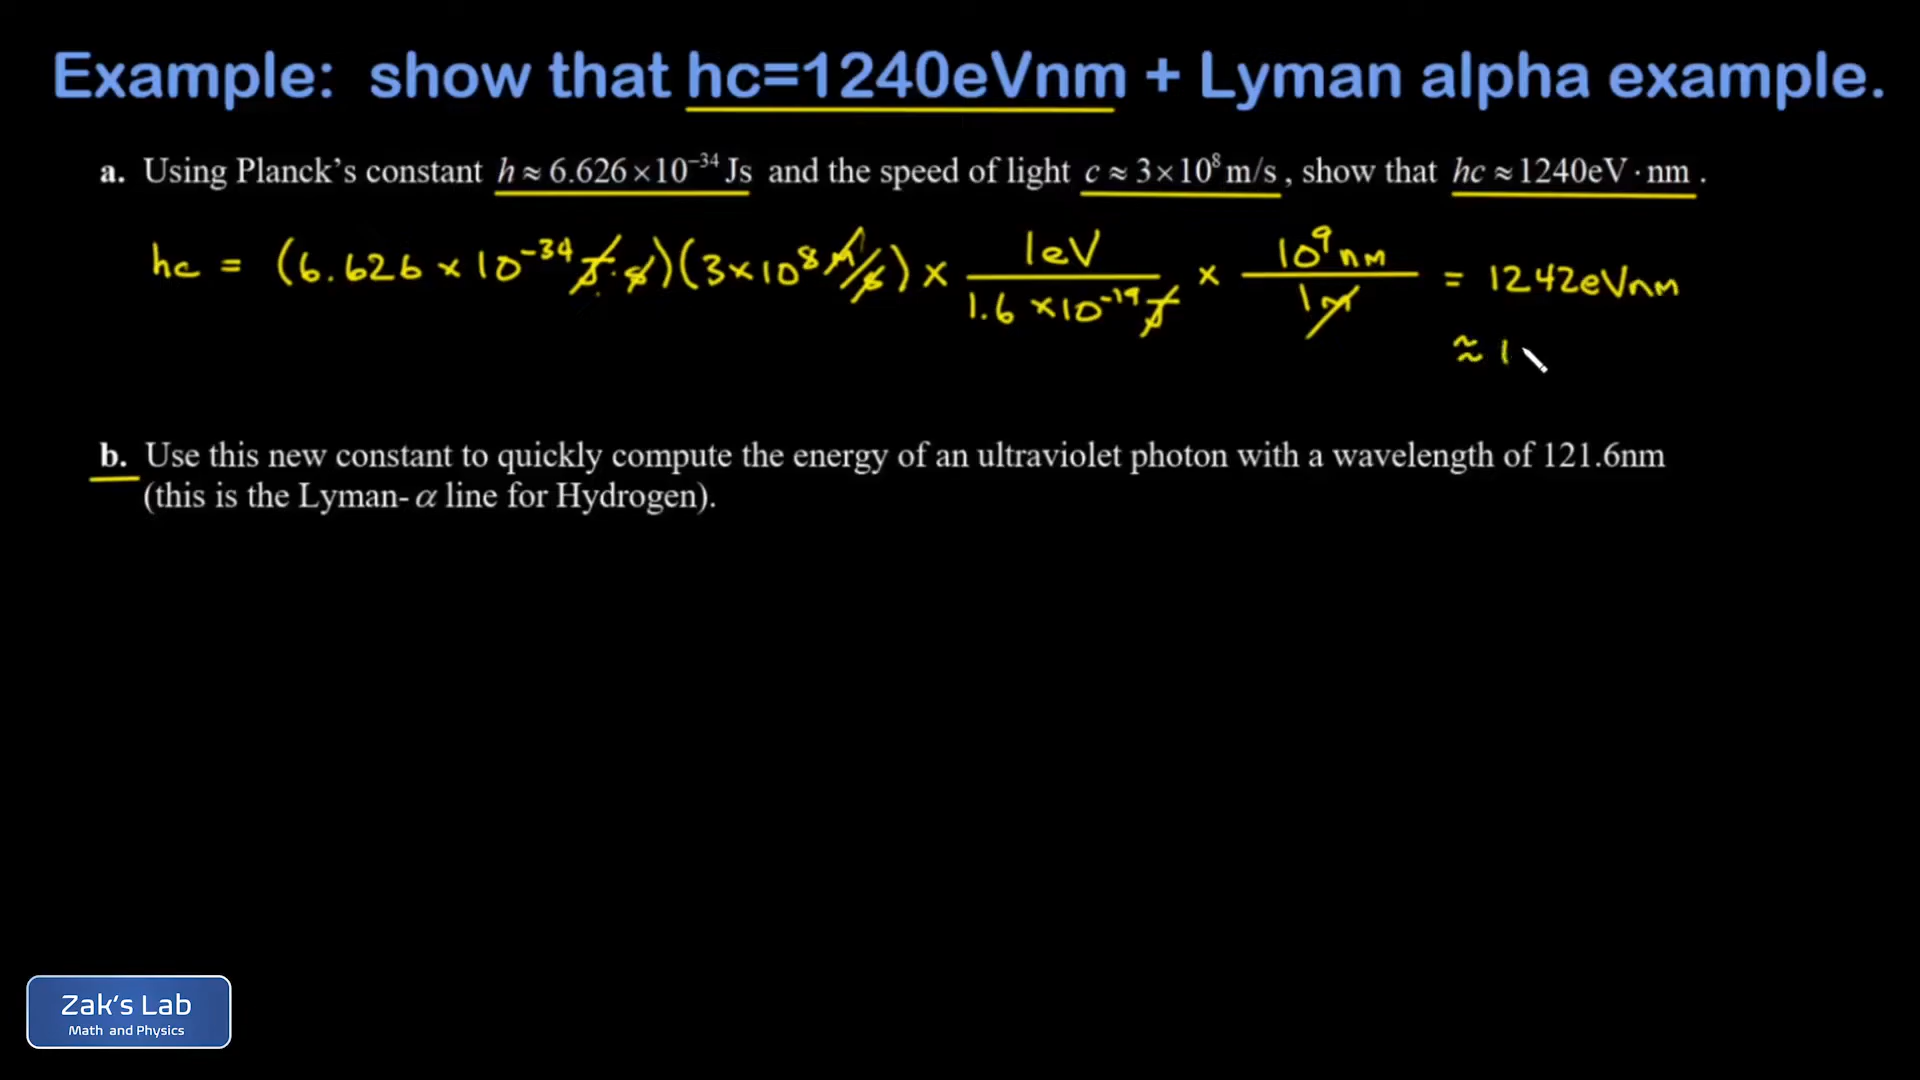 Example: show that hc=1240eVnm + Lyman alpha example.
a. Using Planck's constant h ≈ 6.626×10⁻³⁴ Js and the speed of light c ≈ 3×10⁸ m/s, show that hc ≈ 1240eV·nm.
hc = (6.626 × 10⁻³⁴ J·s)(3×10⁸ m/s) × 1eV / 1.6 ×10⁻¹⁹ J × 10⁹ nm / 1m = 1242eVnm
≈ 1
b. Use this new constant to quickly compute the energy of an ultraviolet photon with a wavelength of 121.6nm
(this is the Lyman-α line for Hydrogen).
Zak's Lab
Math and Physics